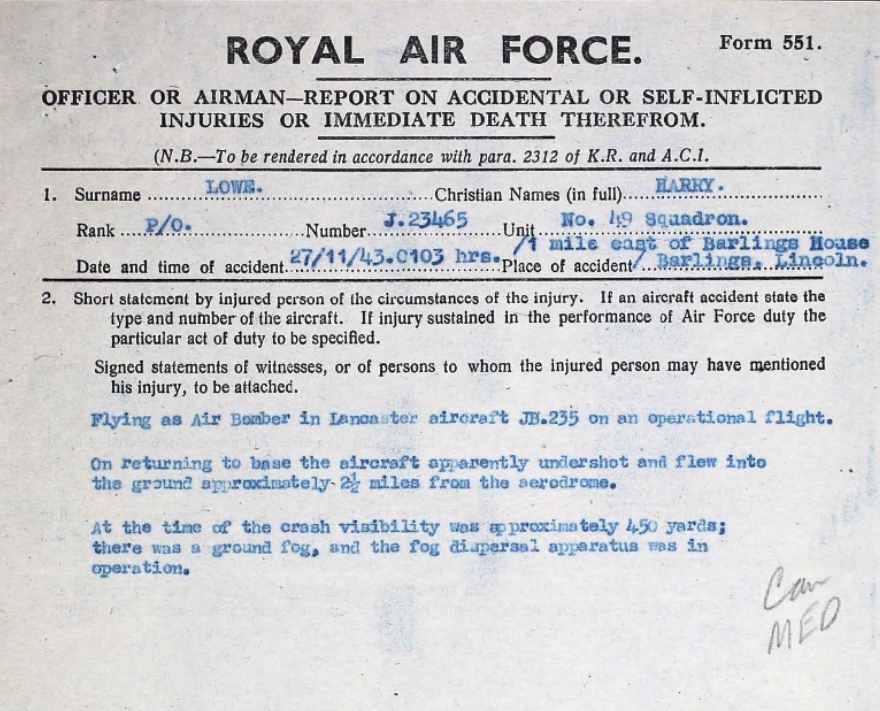 ROYAL AIR FORCE. Form 551.
OFFICER OR AIRMAN—REPORT ON ACCIDENTAL OR SELF-INFLICTED
INJURIES OR IMMEDIATE DEATH THEREFROM.
(N.B.—To be rendered in accordance with para. 2312 of K.R. and A.C.I.
1. Surname LOWE. Christian Names (in full) HARRY.
Rank P/O. Number J.23465 Unit No. 49 Squadron.
/1 mile east of Barlings House
Date and time of accident 27/11/43.0103 hrs. Place of accident/ Barlings. Lincoln.
2. Short statement by injured person of the circumstances of the injury. If an aircraft accident state the
type and number of the aircraft. If injury sustained in the performance of Air Force duty the
particular act of duty to be specified.
Signed statements of witnesses, or of persons to whom the injured person may have mentioned
his injury, to be attached.
Flying as Air Bomber in Lancaster aircraft JB.235 on an operational flight.
On returning to base the aircraft apparently undershot and flew into
the ground approximately 2½ miles from the aerodrome.
At the time of the crash visibility was approximately 450 yards;
there was a ground fog, and the fog dispersal apparatus was in
operation.
Can
MED